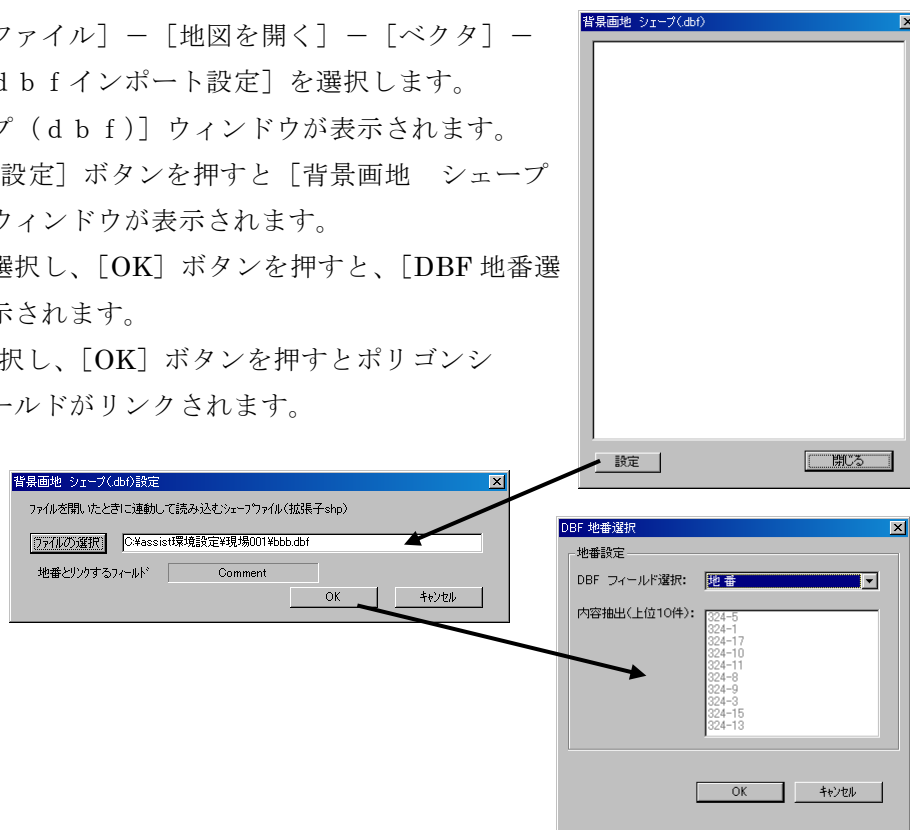 ファイル］－［地図を開く］－［ベクタ］－
ｄｂｆインポート設定］を選択します。
プ（ｄｂｆ)］ウィンドウが表示されます。
設定］ボタンを押すと［背景画地　シェープ
ウィンドウが表示されます。
選択し、［OK］ボタンを押すと、［DBF 地番選
示されます。
択し、［OK］ボタンを押すとポリゴンシ
ールドがリンクされます。
背景画地 シェープ(.dbf)
設定
閉じる
背景画地 シェープ(.dbf)設定
ファイルを開いたときに連動して読み込むシェープファイル(拡張子shp)
ファイルの選択
C:¥assist環境設定¥現場001¥bbb.dbf
地番とリンクするフィールド
Comment
OK
キャンセル
DBF 地番選択
地番設定
DBF フィールド選択:
地番
内容抽出(上位10件):
324-5
324-1
324-17
324-10
324-11
324-8
324-9
324-3
324-15
324-13
OK
キャンセル